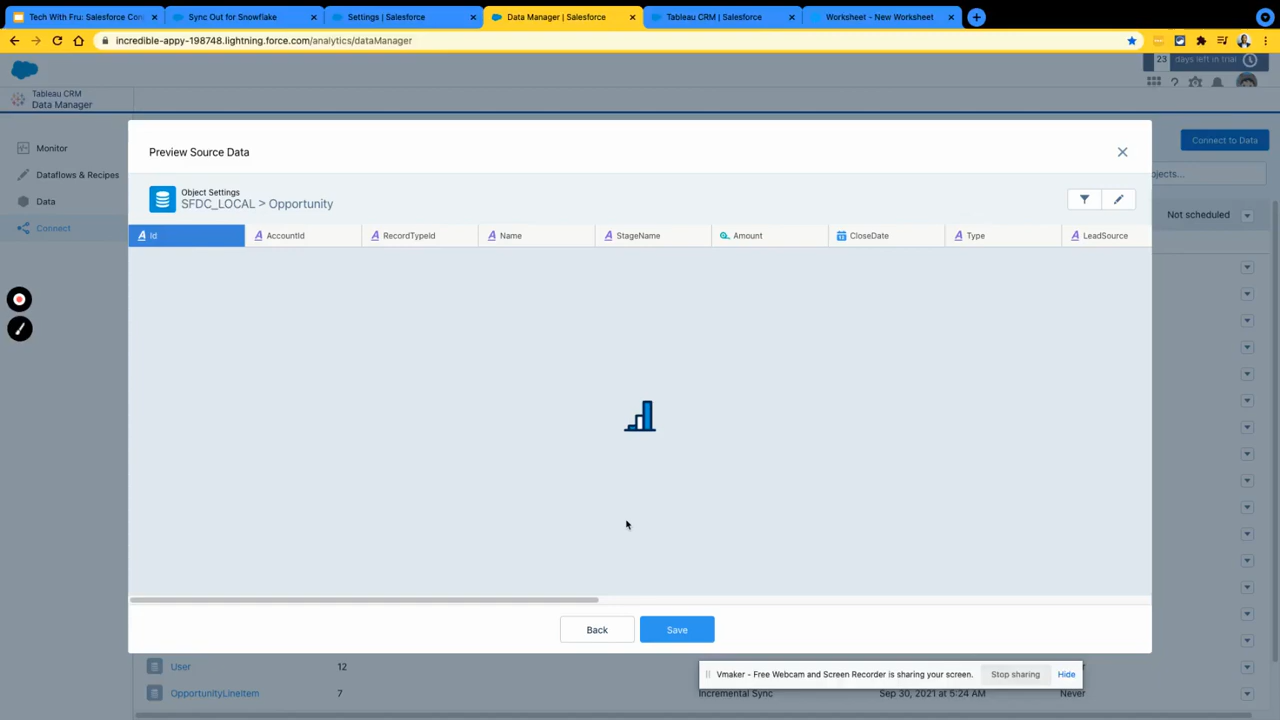 Tech With Fru: Salesforce Con
Sync Out for Snowflake
Settings | Salesforce
Data Manager | Salesforce
Tableau CRM | Salesforce
Worksheet - New Worksheet
incredible-appy-198748.lightning.force.com/analytics/dataManager
23 days left in trial
Tableau CRM
Data Manager
Monitor
Dataflows & Recipes
Data
Connect
Connect to Data
ojects...
Not scheduled
Preview Source Data
Object Settings
SFDC_LOCAL > Opportunity
Id AccountId RecordTypeId Name StageName Amount CloseDate Type LeadSource
Back Save
User 12
Vmaker - Free Webcam and Screen Recorder is sharing your screen. Stop sharing Hide
OpportunityLineItem 7 Incremental Sync Sep 30, 2021 at 5:24 AM Never